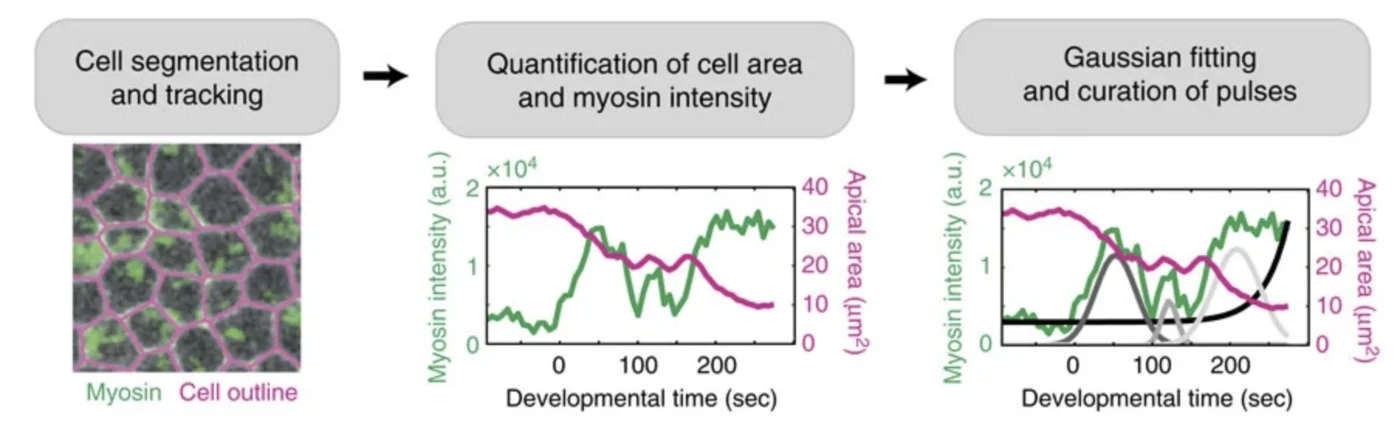 Cell segmentation
and tracking
Quantification of cell area
and myosin intensity
Gaussian fitting
and curation of pulses
Myosin Cell outline
Myosin intensity (a.u.)
×10⁴
2
1
0
0 100 200
Developmental time (sec)
40
30
20
10
0
Apical area (μm²)
Myosin intensity (a.u.)
×10⁴
2
1
0
0 100 200
Developmental time (sec)
40
30
20
10
0
Apical area (μm²)